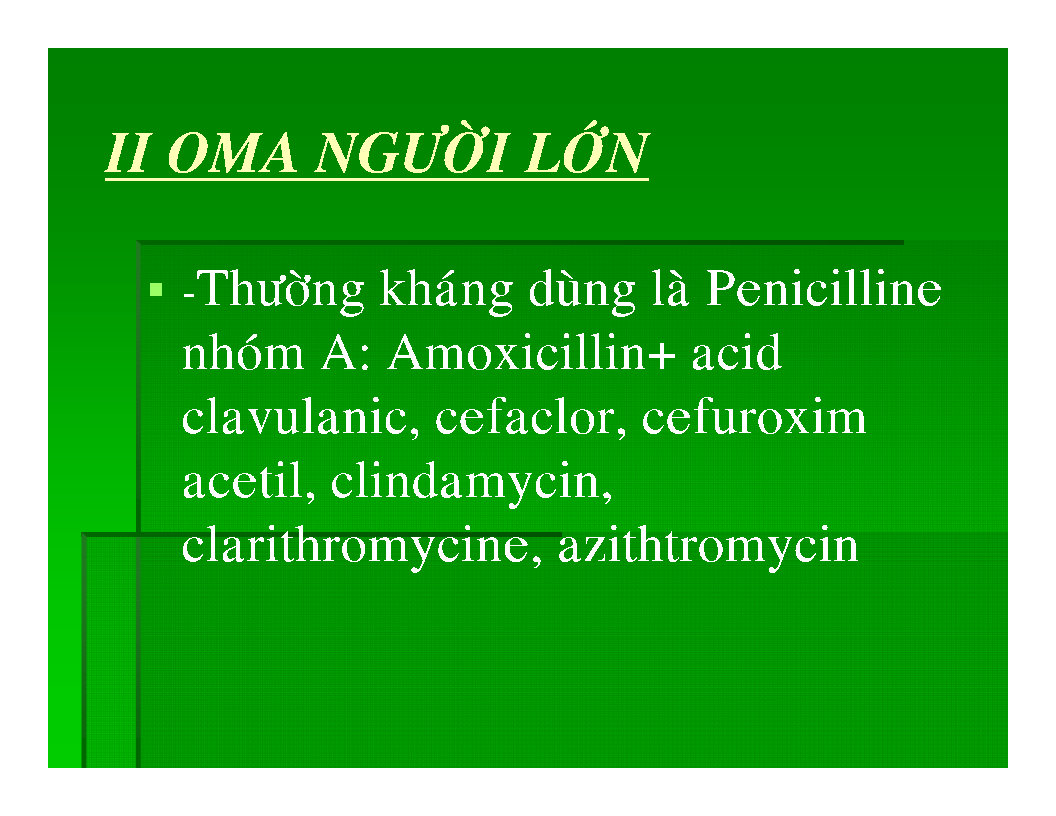 II OMA NGƯỜI LỚN
-Thường kháng dùng là Penicilline
nhóm A: Amoxicillin+ acid
clavulanic, cefaclor, cefuroxim
acetil, clindamycin,
clarithromycine, azithtromycin